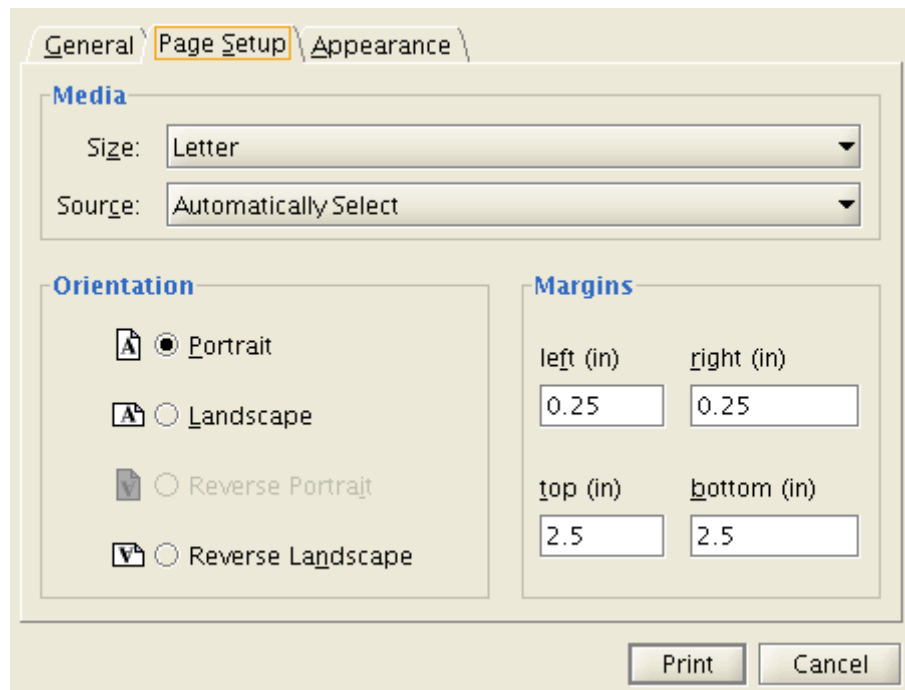 General Page Setup Appearance
Media
Size: Letter
Source: Automatically Select
Orientation
Portrait
Landscape
Reverse Portrait
Reverse Landscape
Margins
left (in) right (in)
0.25 0.25
top (in) bottom (in)
2.5 2.5
Print Cancel